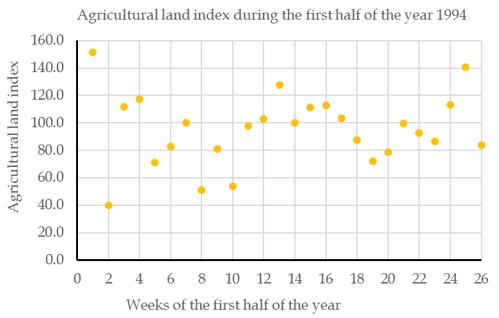 Agricultural land index during the first half of the year 1994
160.0
140.0
120.0
100.0
80.0
60.0
40.0
20.0
0.0
Agricultural land index
0 2 4 6 8 10 12 14 16 18 20 22 24 26
Weeks of the first half of the year